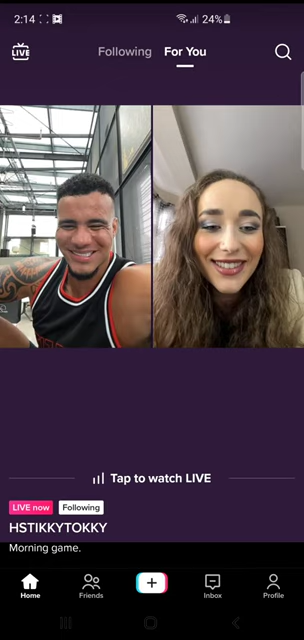 2:14 24%
LIVE Following For You
Tap to watch LIVE
LIVE now Following
HSTIKKYTOKKY
Morning game.
Home Friends Inbox Profile